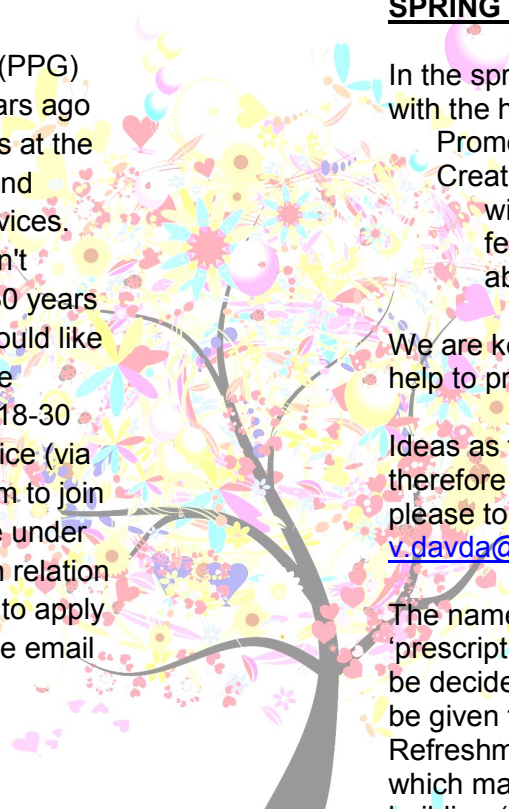 (PPG)
ars ago
s at the
nd
vices.
n't
30 years
ould like
e
18-30
ice (via
m to join
e under
n relation
to apply
e email
SPRING
In the spr
with the h
Prom
Creat
wi
fe
ab
We are ke
help to pr
Ideas as
therefore
please to
v.davda@
The name
'prescript
be decide
be given
Refreshm
which ma